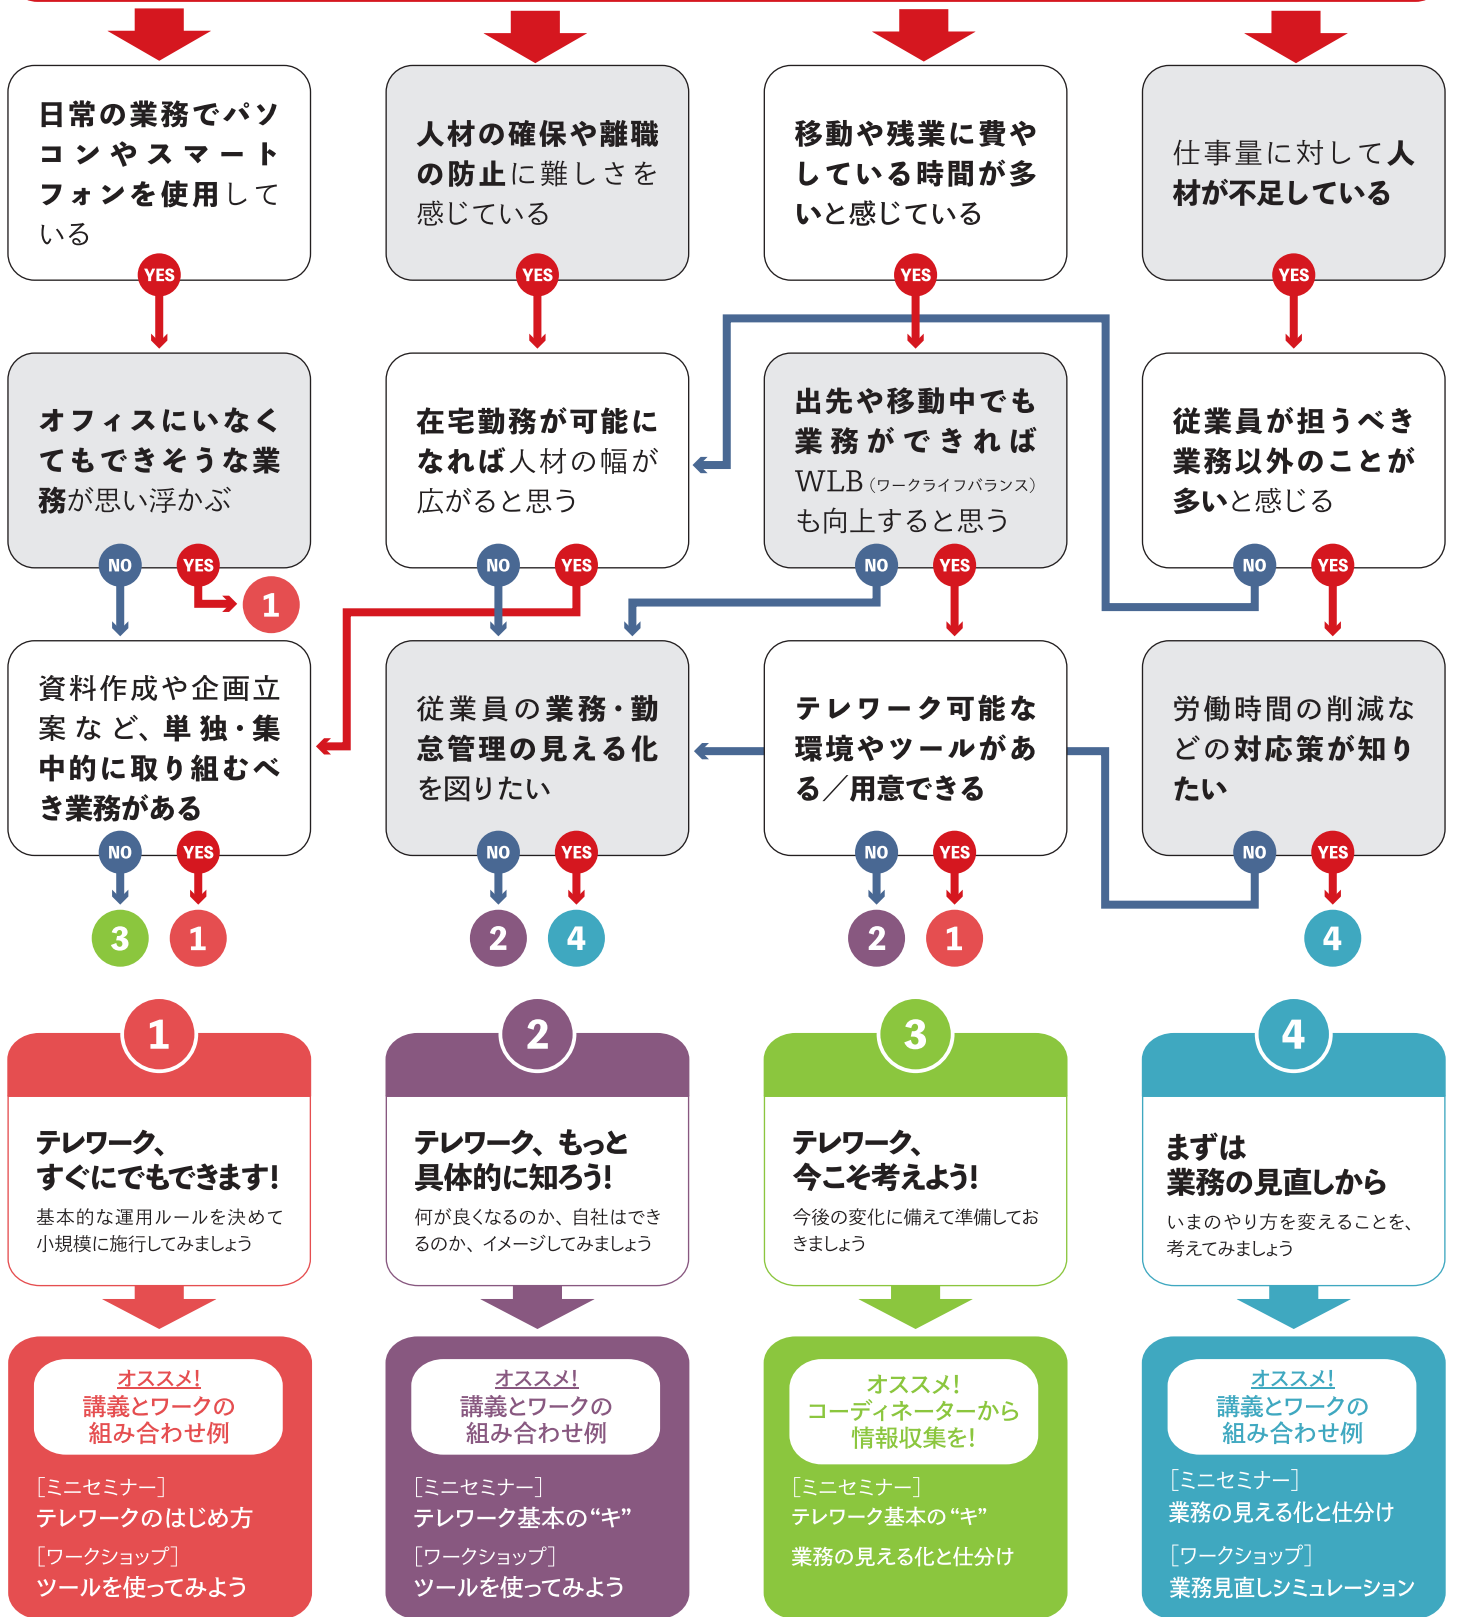 日常の業務でパソ
コンやスマート
フォンを使用して
いる
YES
人材の確保や離職
の防止に難しさを
感じている
YES
移動や残業に費や
している時間が多
いと感じている
YES
仕事量に対して人
材が不足している
YES
オフィスにいなく
てもできそうな業
務が思い浮かぶ
NO
YES
1
在宅勤務が可能に
なれば人材の幅が
広がると思う
NO
YES
出先や移動中でも
業務ができれば
WLB（ワークライフバランス）
も向上すると思う
NO
YES
従業員が担うべき
業務以外のことが
多いと感じる
NO
YES
資料作成や企画立
案など、単独・集
中的に取り組むべ
き業務がある
NO
YES
3
1
従業員の業務・勤
怠管理の見える化
を図りたい
NO
YES
2
4
テレワーク可能な
環境やツールがあ
る／用意できる
NO
YES
2
1
労働時間の削減な
どの対応策が知り
たい
NO
YES
4
1
テレワーク、
すぐにでもできます!
基本的な運用ルールを決めて
小規模に施行してみましょう
オススメ!
講義とワークの
組み合わせ例
［ミニセミナー］
テレワークのはじめ方
［ワークショップ］
ツールを使ってみよう
2
テレワーク、もっと
具体的に知ろう!
何が良くなるのか、自社はでき
るのか、イメージしてみましょう
オススメ!
講義とワークの
組み合わせ例
［ミニセミナー］
テレワーク基本の“キ”
［ワークショップ］
ツールを使ってみよう
3
テレワーク、
今こそ考えよう!
今後の変化に備えて準備してお
きましょう
オススメ!
コーディネーターから
情報収集を!
［ミニセミナー］
テレワーク基本の“キ”
業務の見える化と仕分け
4
まずは
業務の見直しから
いまのやり方を変えることを、
考えてみましょう
オススメ!
講義とワークの
組み合わせ例
［ミニセミナー］
業務の見える化と仕分け
［ワークショップ］
業務見直しシミュレーション